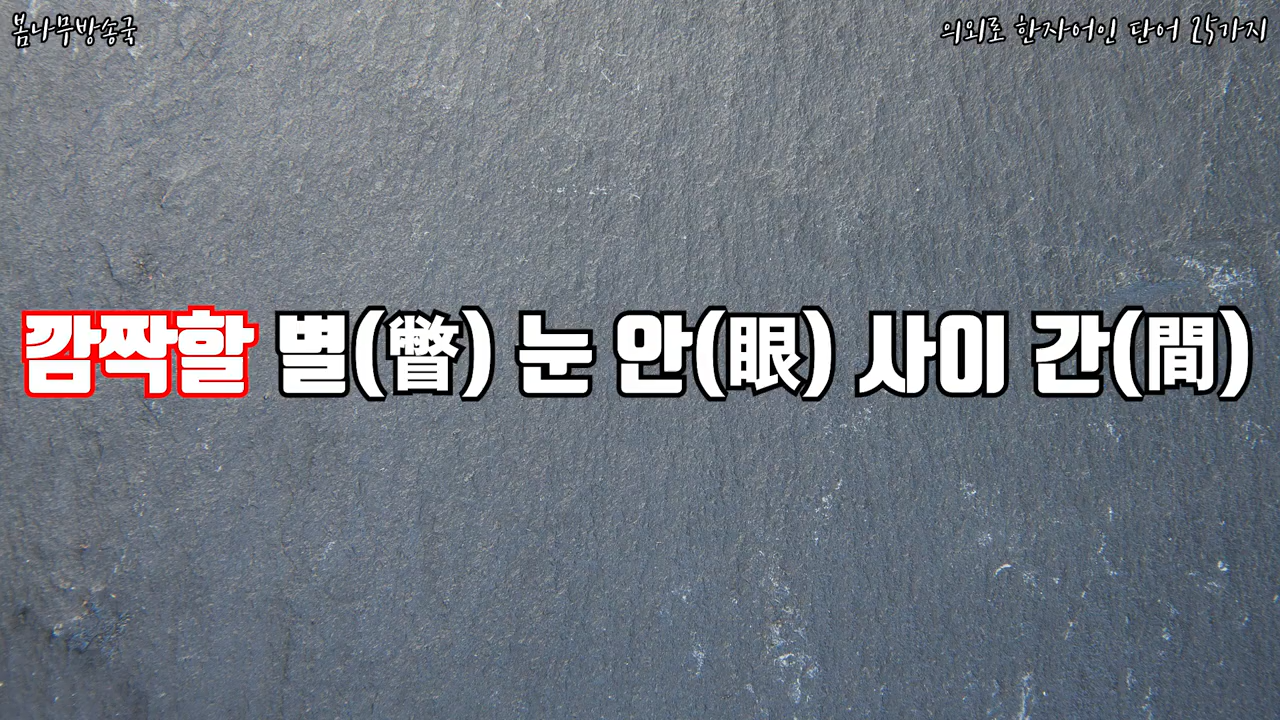 봄나무방송국
의외로 한자어인 단어 25가지
깜짝할 별(瞥) 눈 안(眼) 사이 간(間)